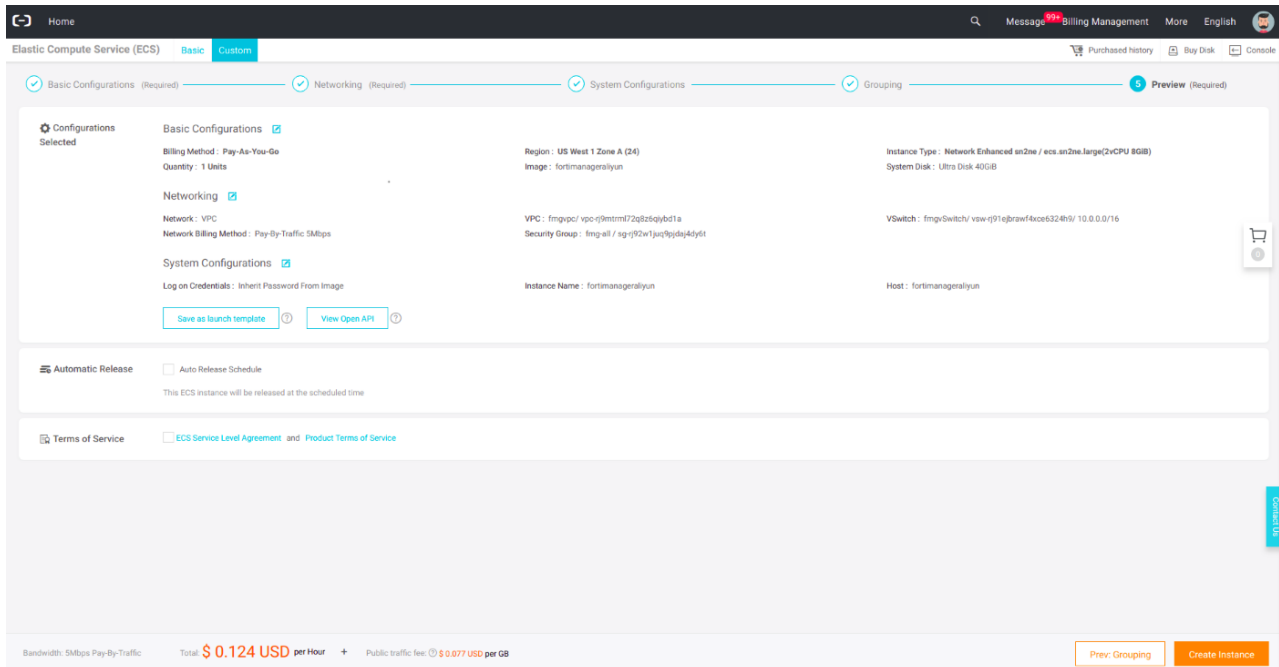 Home Message 99+ Billing Management More English
Elastic Compute Service (ECS) Basic Custom Purchased history Buy Disk Console
Basic Configurations (Required) Networking (Required) System Configurations Grouping 5 Preview (Required)
Configurations Selected
Basic Configurations
Billing Method : Pay-As-You-Go Region : US West 1 Zone A (24) Instance Type : Network Enhanced sn2ne / ecs.sn2ne.large(2vCPU 8GiB)
Quantity : 1 Units Image : fortimanageraliyun System Disk : Ultra Disk 40GiB
Networking
Network : VPC VPC : fmgvpc/ vpc-rj9mtrml72q8z6qiybd1a VSwitch : fmgvSwitch/ vsw-rj91ejbrawf4xce6324h9/ 10.0.0.0/16
Network Billing Method : Pay-By-Traffic 5Mbps Security Group : fmg-all / sg-rj92w1juq9pjdaj4dy6t
0
System Configurations
Log on Credentials : Inherit Password From Image Instance Name : fortimanageraliyun Host : fortimanageraliyun
Save as launch template ? View Open API ?
Automatic Release Auto Release Schedule
This ECS instance will be released at the scheduled time
Terms of Service ECS Service Level Agreement and Product Terms of Service
Contact Us
Bandwidth: 5Mbps Pay-By-Traffic Total: $ 0.124 USD per Hour + Public traffic fee: ? $ 0.077 USD per GB Prev: Grouping Create Instance